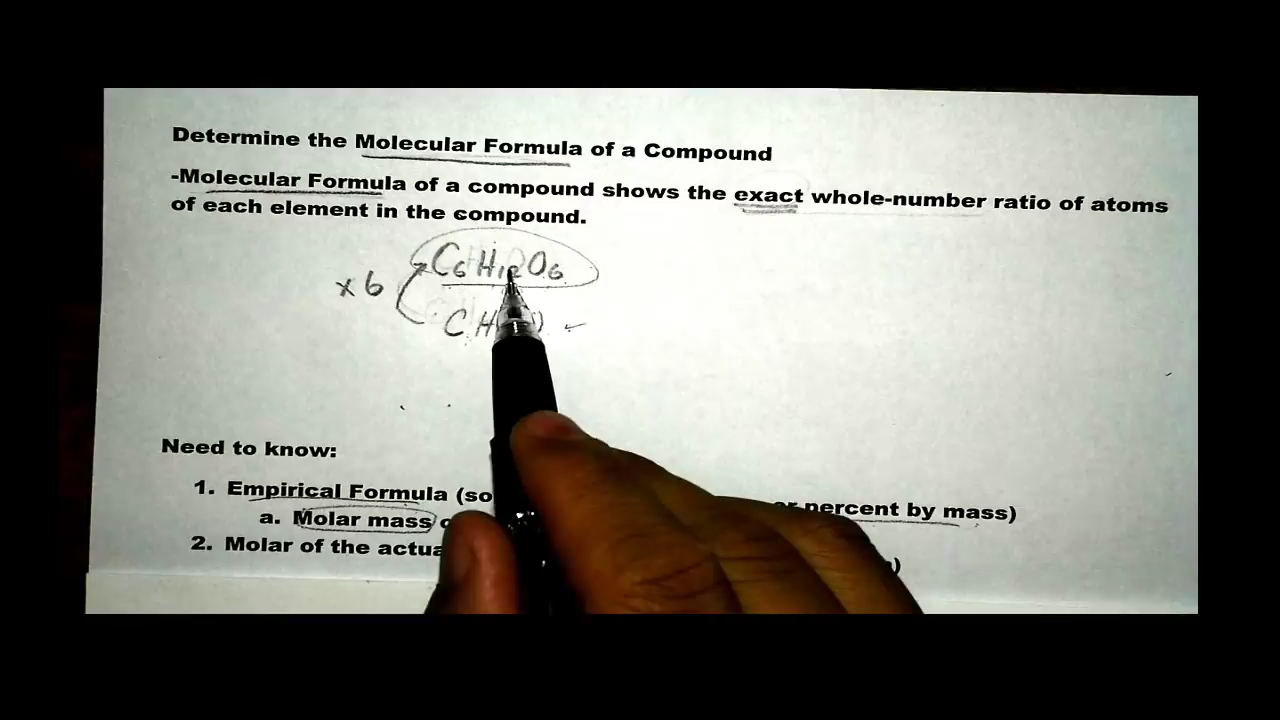 Determine the Molecular Formula of a Compound
-Molecular Formula of a compound shows the exact whole-number ratio of atoms
of each element in the compound.
C6H12O6
x 6
C H
Need to know:
1. Empirical Formula (so percent by mass)
a. Molar mass
2. Molar of the actua